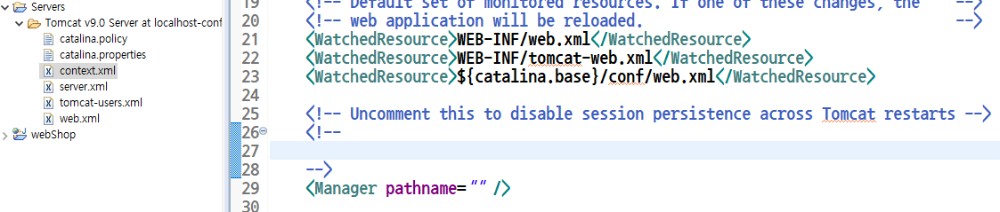 Servers
Tomcat v9.0 Server at localhost-conf
catalina.policy
catalina.properties
context.xml
server.xml
tomcat-users.xml
web.xml
webShop
19 <!-- Default set of monitored resources. If one of these changes, the -->
20 <!-- web application will be reloaded. -->
21 <WatchedResource>WEB-INF/web.xml</WatchedResource>
22 <WatchedResource>WEB-INF/tomcat-web.xml</WatchedResource>
23 <WatchedResource>${catalina.base}/conf/web.xml</WatchedResource>
24
25 <!-- Uncomment this to disable session persistence across Tomcat restarts -->
26 <!--
27
28 -->
29 <Manager pathname="" />
30